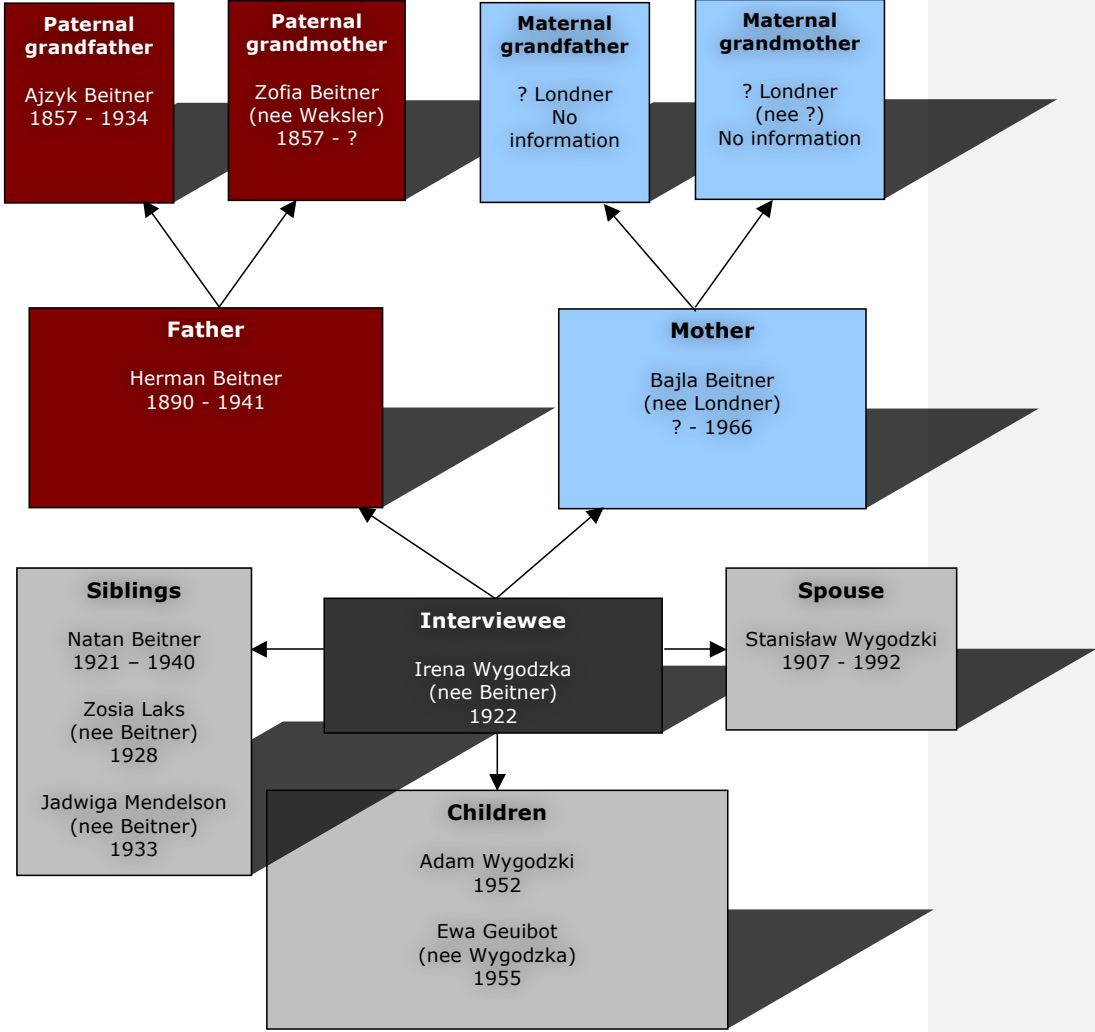 Paternal
grandfather
Ajzyk Beitner
1857 - 1934
Paternal
grandmother
Zofia Beitner
(nee Weksler)
1857 - ?
Maternal
grandfather
? Londner
No
information
Maternal
grandmother
? Londner
(nee ?)
No information
Father
Herman Beitner
1890 - 1941
Mother
Bajla Beitner
(nee Londner)
? - 1966
Siblings
Natan Beitner
1921 – 1940
Zosia Laks
(nee Beitner)
1928
Jadwiga Mendelson
(nee Beitner)
1933
Interviewee
Irena Wygodzka
(nee Beitner)
1922
Spouse
Stanisław Wygodzki
1907 - 1992
Children
Adam Wygodzki
1952
Ewa Geuibot
(nee Wygodzka)
1955